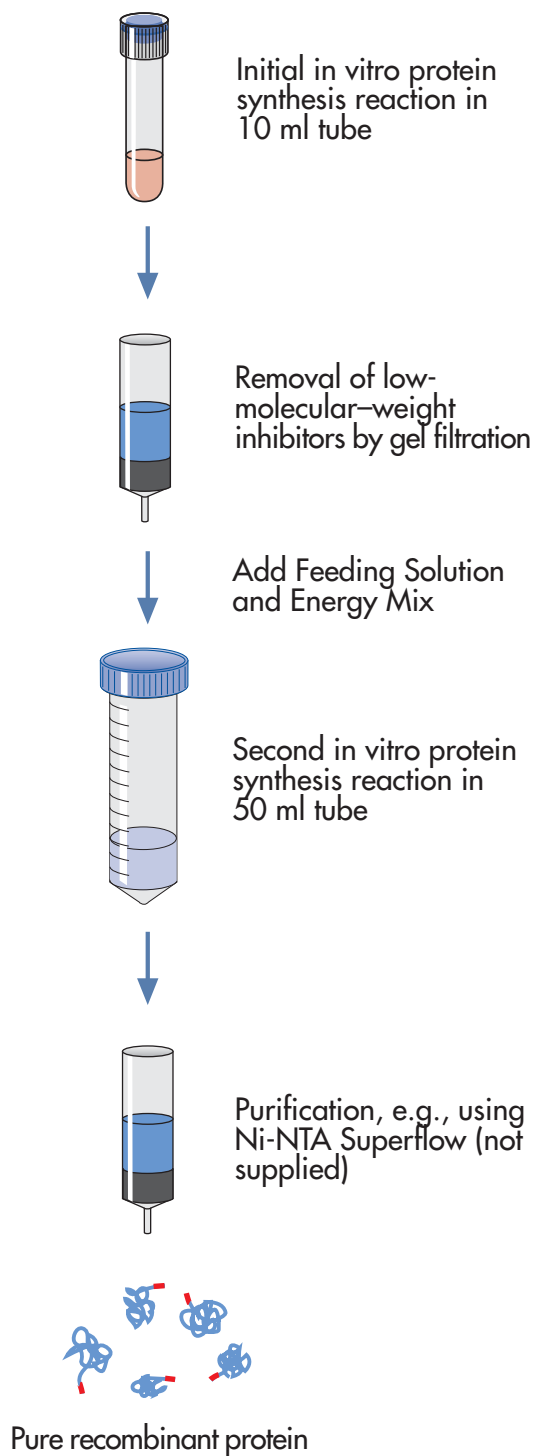 Initial in vitro protein
synthesis reaction in
10 ml tube
Removal of low-
molecular–weight
inhibitors by gel filtration
Add Feeding Solution
and Energy Mix
Second in vitro protein
synthesis reaction in
50 ml tube
Purification, e.g., using
Ni-NTA Superflow (not
supplied)
Pure recombinant protein